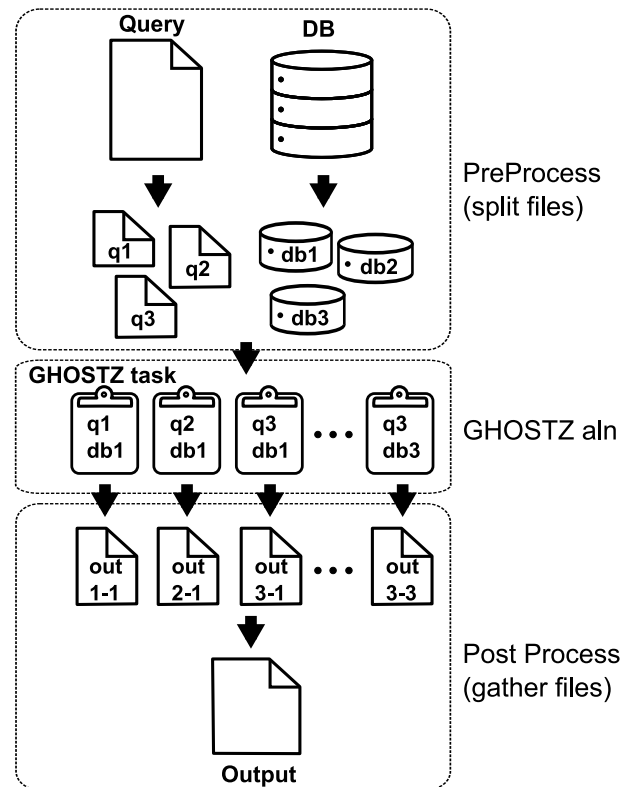 Query
DB
q1
q2
q3
db1
db2
db3
PreProcess
(split files)
GHOSTZ task
q1
db1
q2
db1
q3
db1
• • •
q3
db3
GHOSTZ aln
out
1-1
out
2-1
out
3-1
• • •
out
3-3
Post Process
(gather files)
Output